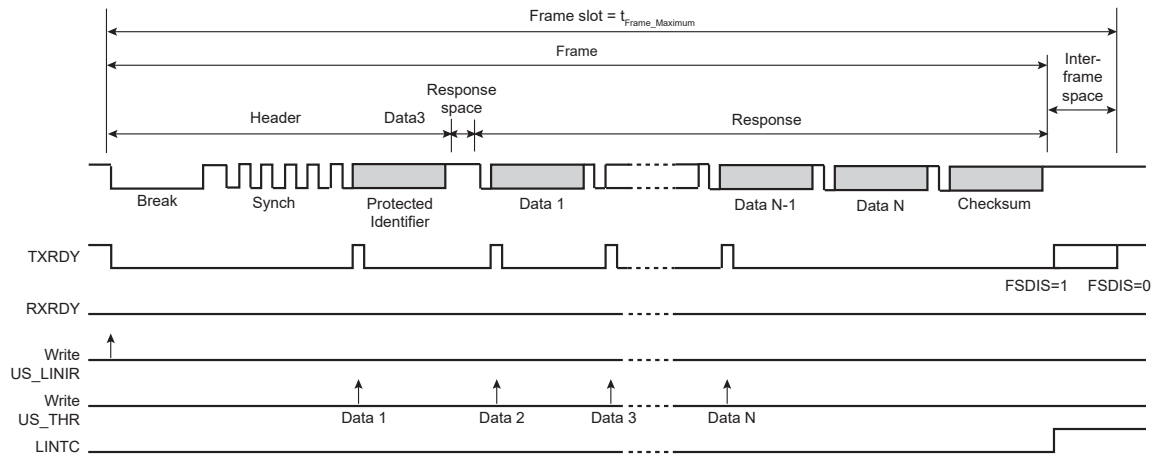 Frame slot = tFrame_Maximum
Frame
Inter-
frame
space
Response
space
Header
Data3
Response
Break
Synch
Protected
Identifier
Data 1
Data N-1
Data N
Checksum
TXRDY
FSDIS=1
FSDIS=0
RXRDY
Write
US_LINIR
Write
US_THR
Data 1
Data 2
Data 3
Data N
LINTC